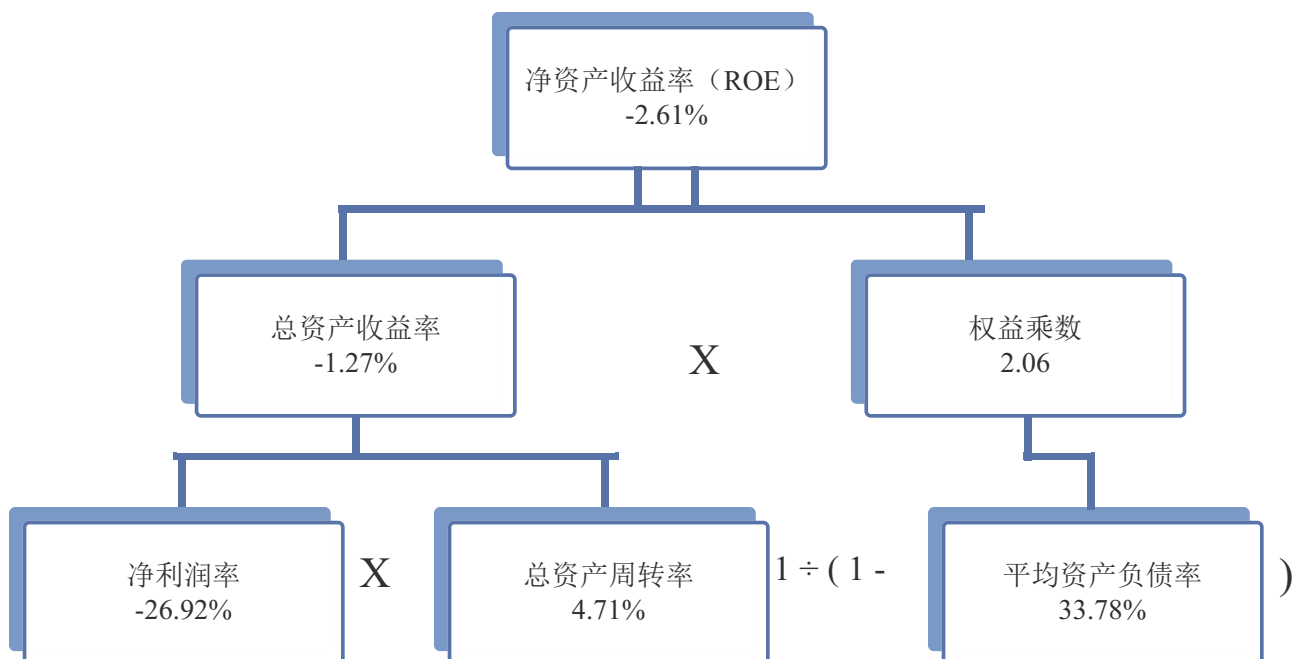 净资产收益率（ROE）
-2.61%
总资产收益率
-1.27%
X
权益乘数
2.06
净利润率
-26.92%
X
总资产周转率
4.71%
1 ÷ ( 1 -
平均资产负债率
33.78%
)